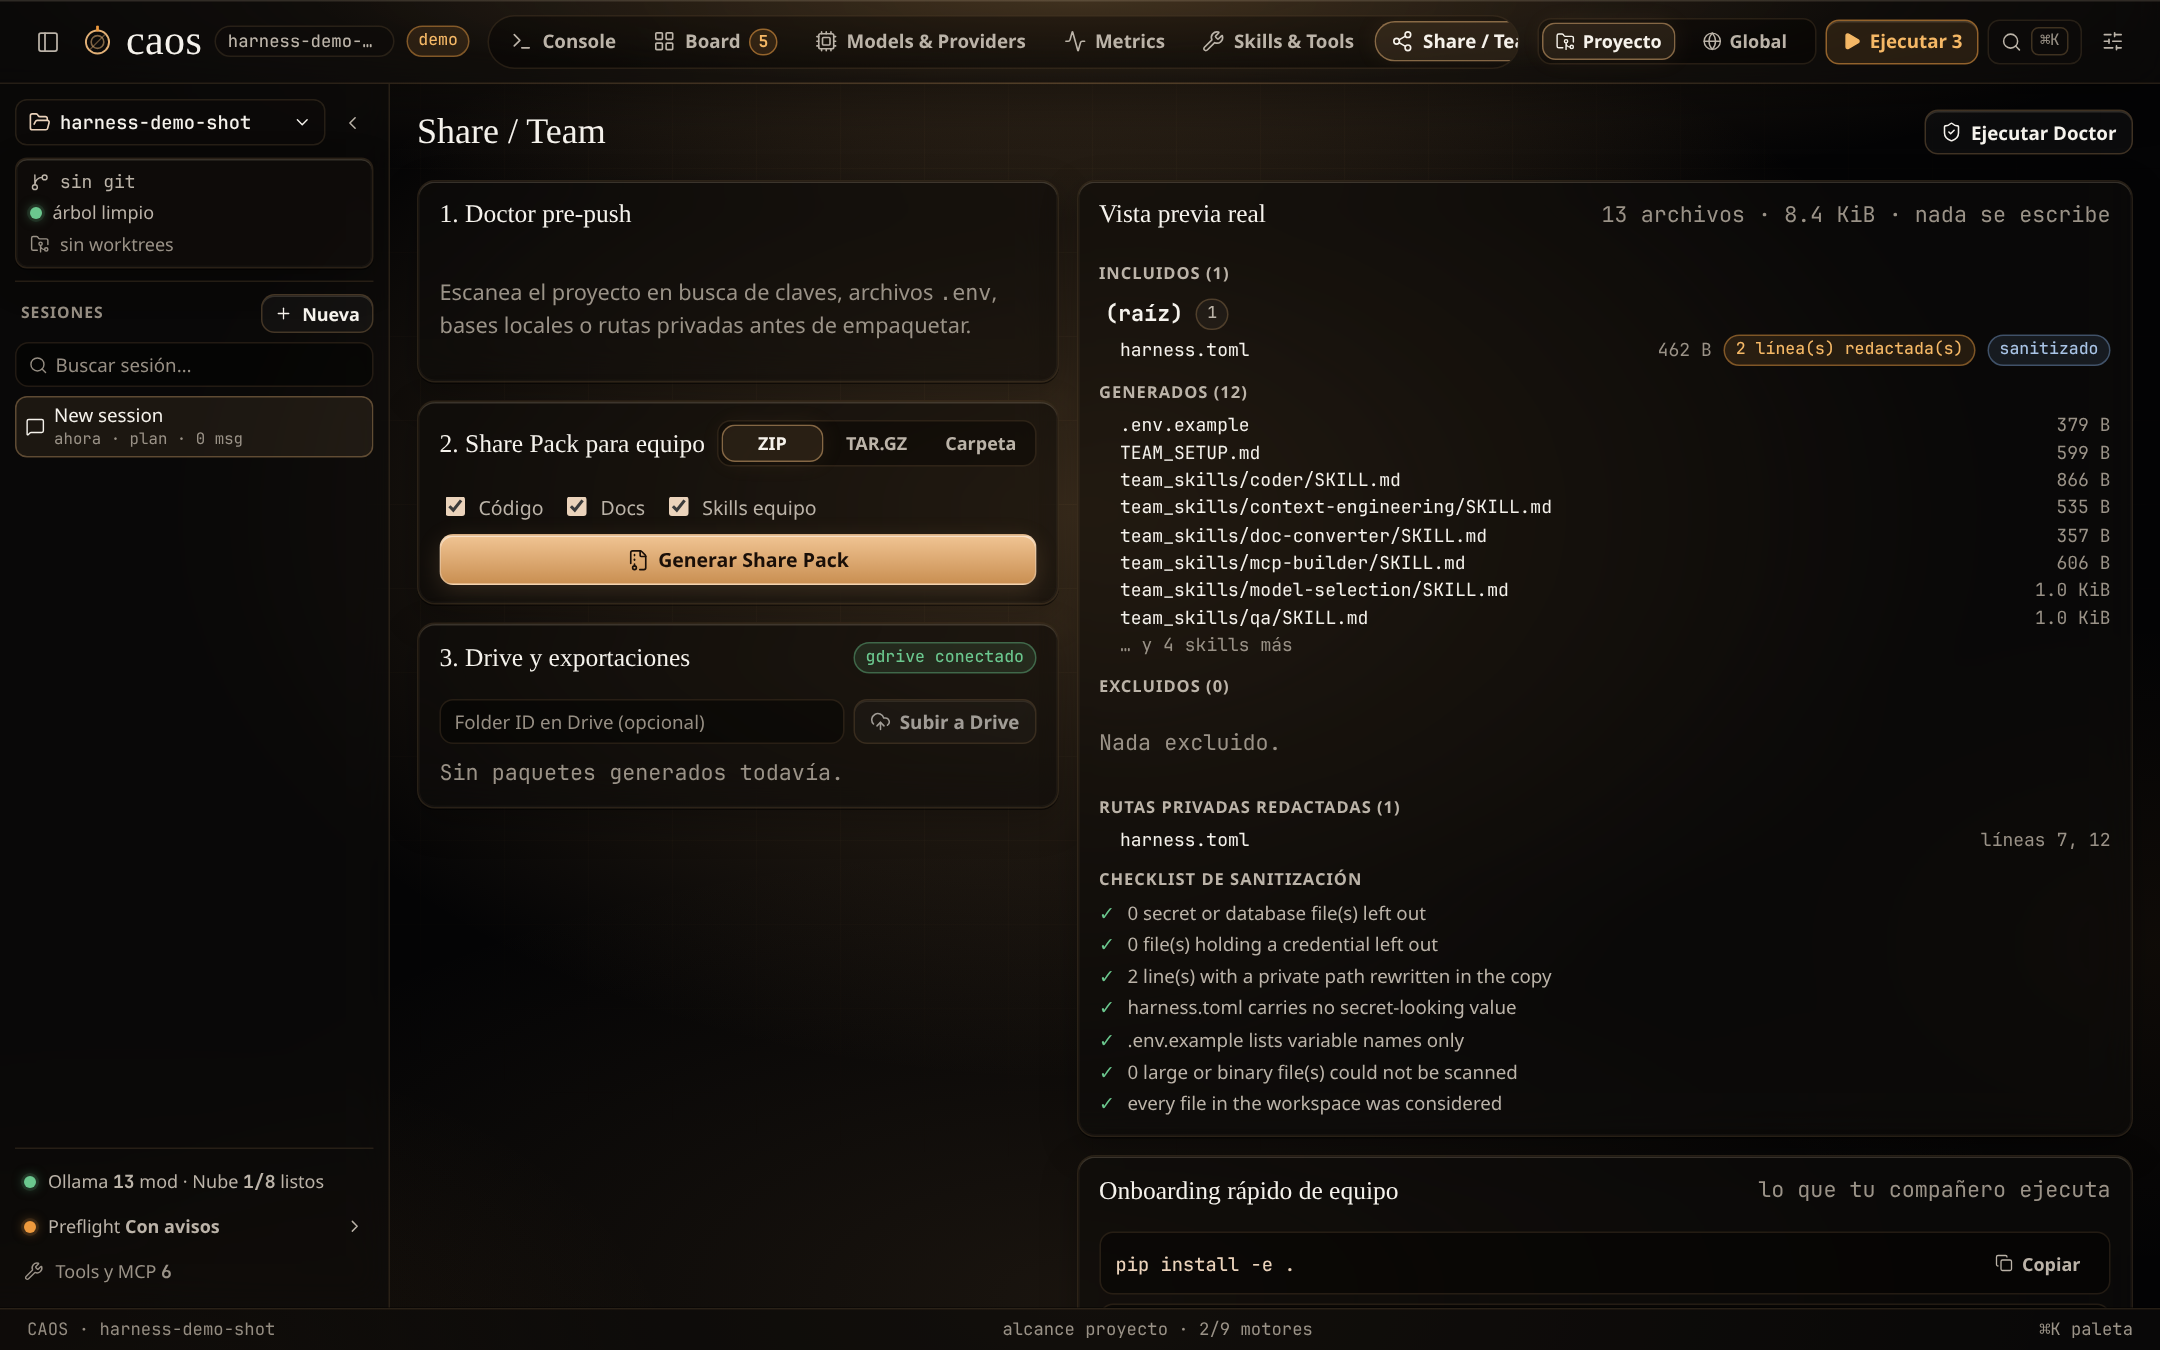 caos harness-demo-… demo Console Board 5 Models & Providers Metrics Skills & Tools Share / Tea Proyecto Global Ejecutar 3 ⌘K
harness-demo-shot
sin git
árbol limpio
sin worktrees
SESIONES + Nueva
Buscar sesión...
New session
ahora · plan · 0 msg
Ollama 13 mod · Nube 1/8 listos
Preflight Con avisos
Tools y MCP 6
Share / Team
Ejecutar Doctor
1. Doctor pre-push
Escanea el proyecto en busca de claves, archivos .env,
bases locales o rutas privadas antes de empaquetar.
2. Share Pack para equipo ZIP TAR.GZ Carpeta
Código Docs Skills equipo
Generar Share Pack
3. Drive y exportaciones gdrive conectado
Folder ID en Drive (opcional) Subir a Drive
Sin paquetes generados todavía.
Vista previa real 13 archivos · 8.4 KiB · nada se escribe
INCLUIDOS (1)
(raíz) 1
harness.toml 462 B 2 línea(s) redactada(s) sanitizado
GENERADOS (12)
.env.example 379 B
TEAM_SETUP.md 599 B
team_skills/coder/SKILL.md 866 B
team_skills/context-engineering/SKILL.md 535 B
team_skills/doc-converter/SKILL.md 357 B
team_skills/mcp-builder/SKILL.md 606 B
team_skills/model-selection/SKILL.md 1.0 KiB
team_skills/qa/SKILL.md 1.0 KiB
… y 4 skills más
EXCLUIDOS (0)
Nada excluido.
RUTAS PRIVADAS REDACTADAS (1)
harness.toml líneas 7, 12
CHECKLIST DE SANITIZACIÓN
✓ 0 secret or database file(s) left out
✓ 0 file(s) holding a credential left out
✓ 2 line(s) with a private path rewritten in the copy
✓ harness.toml carries no secret-looking value
✓ .env.example lists variable names only
✓ 0 large or binary file(s) could not be scanned
✓ every file in the workspace was considered
Onboarding rápido de equipo lo que tu compañero ejecuta
pip install -e . Copiar
CAOS · harness-demo-shot alcance proyecto · 2/9 motores ⌘K paleta